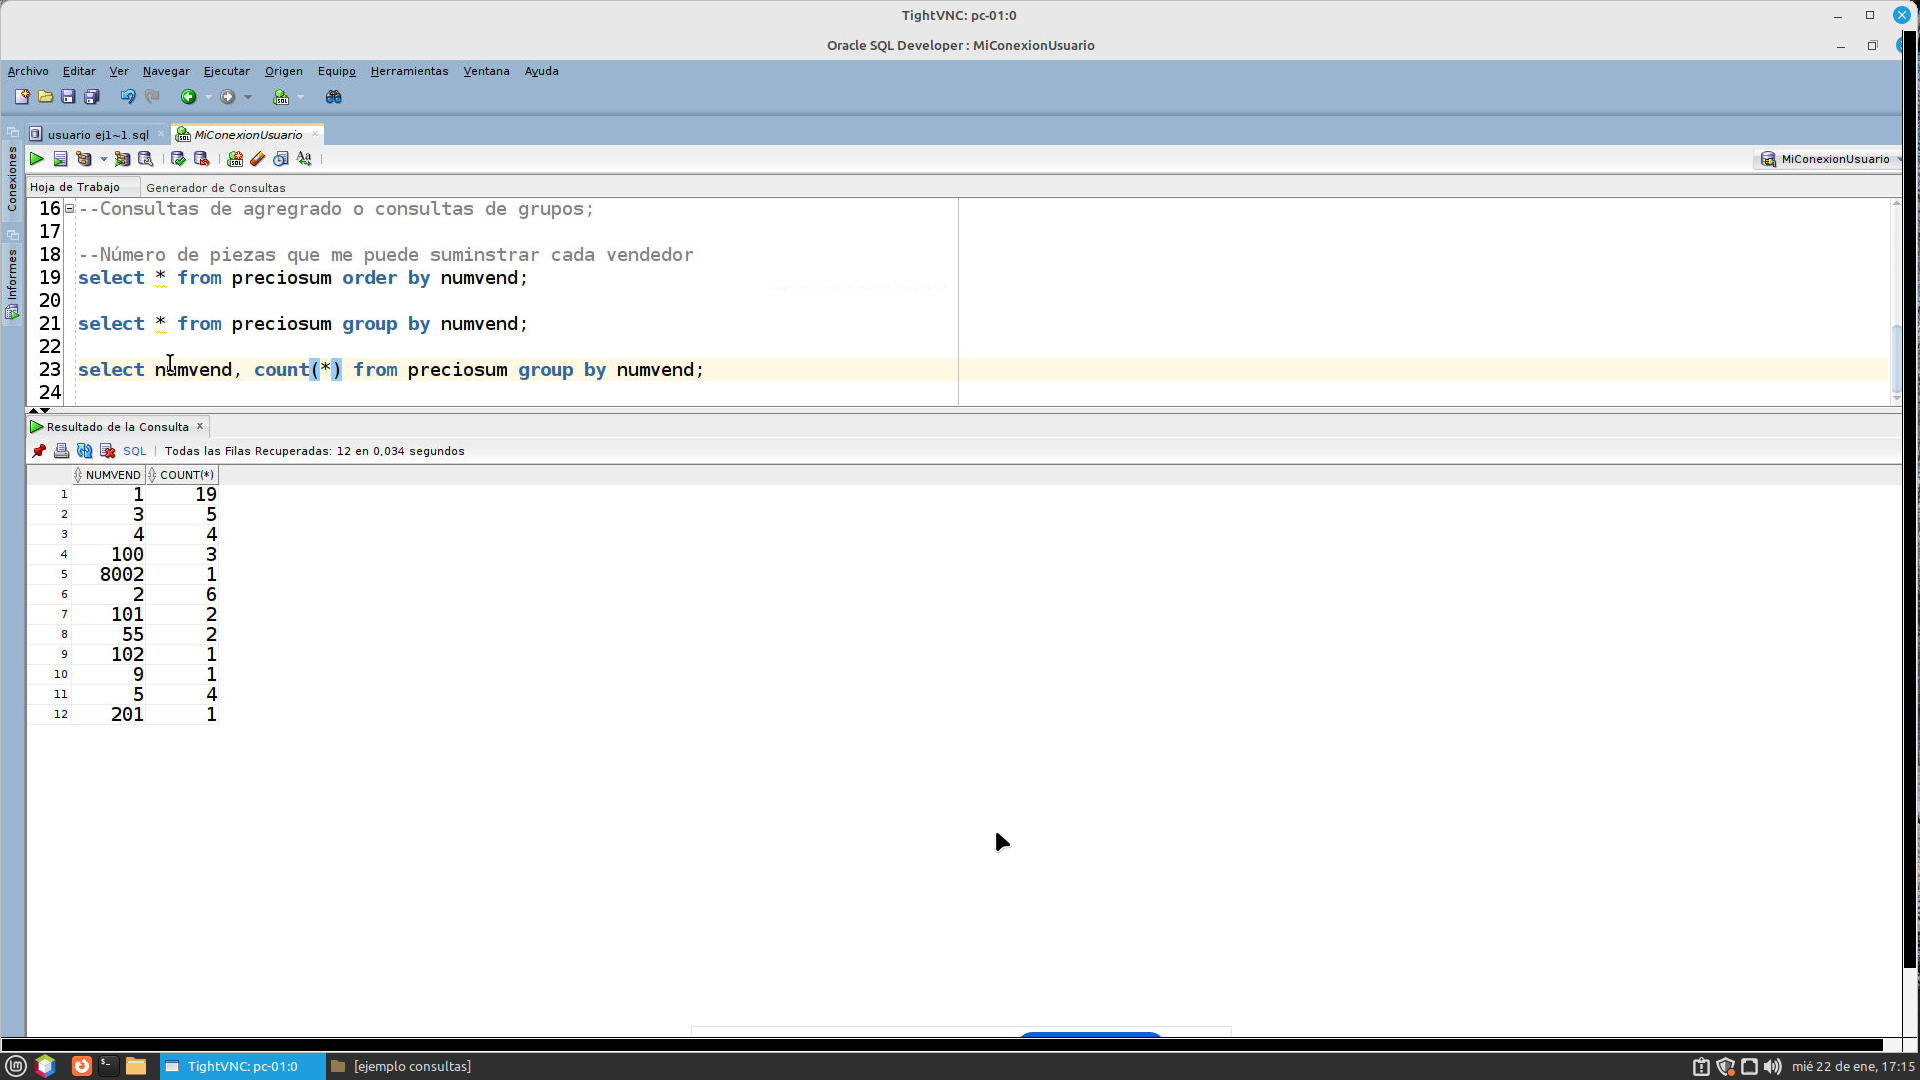 TightVNC: pc-01:0
Oracle SQL Developer : MiConexionUsuario
Archivo Editar Ver Navegar Ejecutar Origen Equipo Herramientas Ventana Ayuda
usuario ej1~1.sql MiConexionUsuario
MiConexionUsuario
Conexiones
Informes
Hoja de Trabajo Generador de Consultas
16 --Consultas de agregrado o consultas de grupos;
17
18 --Número de piezas que me puede suminstrar cada vendedor
19 select * from preciosum order by numvend;
20
21 select * from preciosum group by numvend;
22
23 select numvend, count(*) from preciosum group by numvend;
24
Resultado de la Consulta x
SQL | Todas las Filas Recuperadas: 12 en 0,034 segundos
NUMVEND COUNT(*)
1 1 19
2 3 5
3 4 4
4 100 3
5 8002 1
6 2 6
7 101 2
8 55 2
9 102 1
10 9 1
11 5 4
12 201 1
TightVNC: pc-01:0 [ejemplo consultas] mié 22 de ene, 17:15